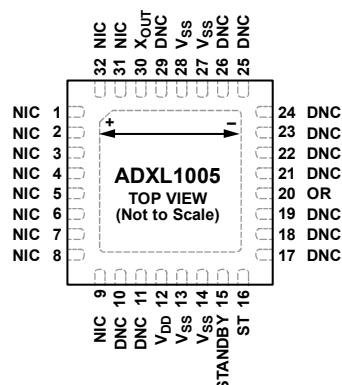 32 NIC
31 NIC
30 XOUT
29 DNC
28 VSS
27 VSS
26 DNC
25 DNC
NIC 1
NIC 2
NIC 3
NIC 4
NIC 5
NIC 6
NIC 7
NIC 8
+ –
ADXL1005
TOP VIEW
(Not to Scale)
24 DNC
23 DNC
22 DNC
21 DNC
20 OR
19 DNC
18 DNC
17 DNC
NIC 9
DNC 10
DNC 11
VDD 12
VSS 13
VSS 14
STANDBY 15
ST 16